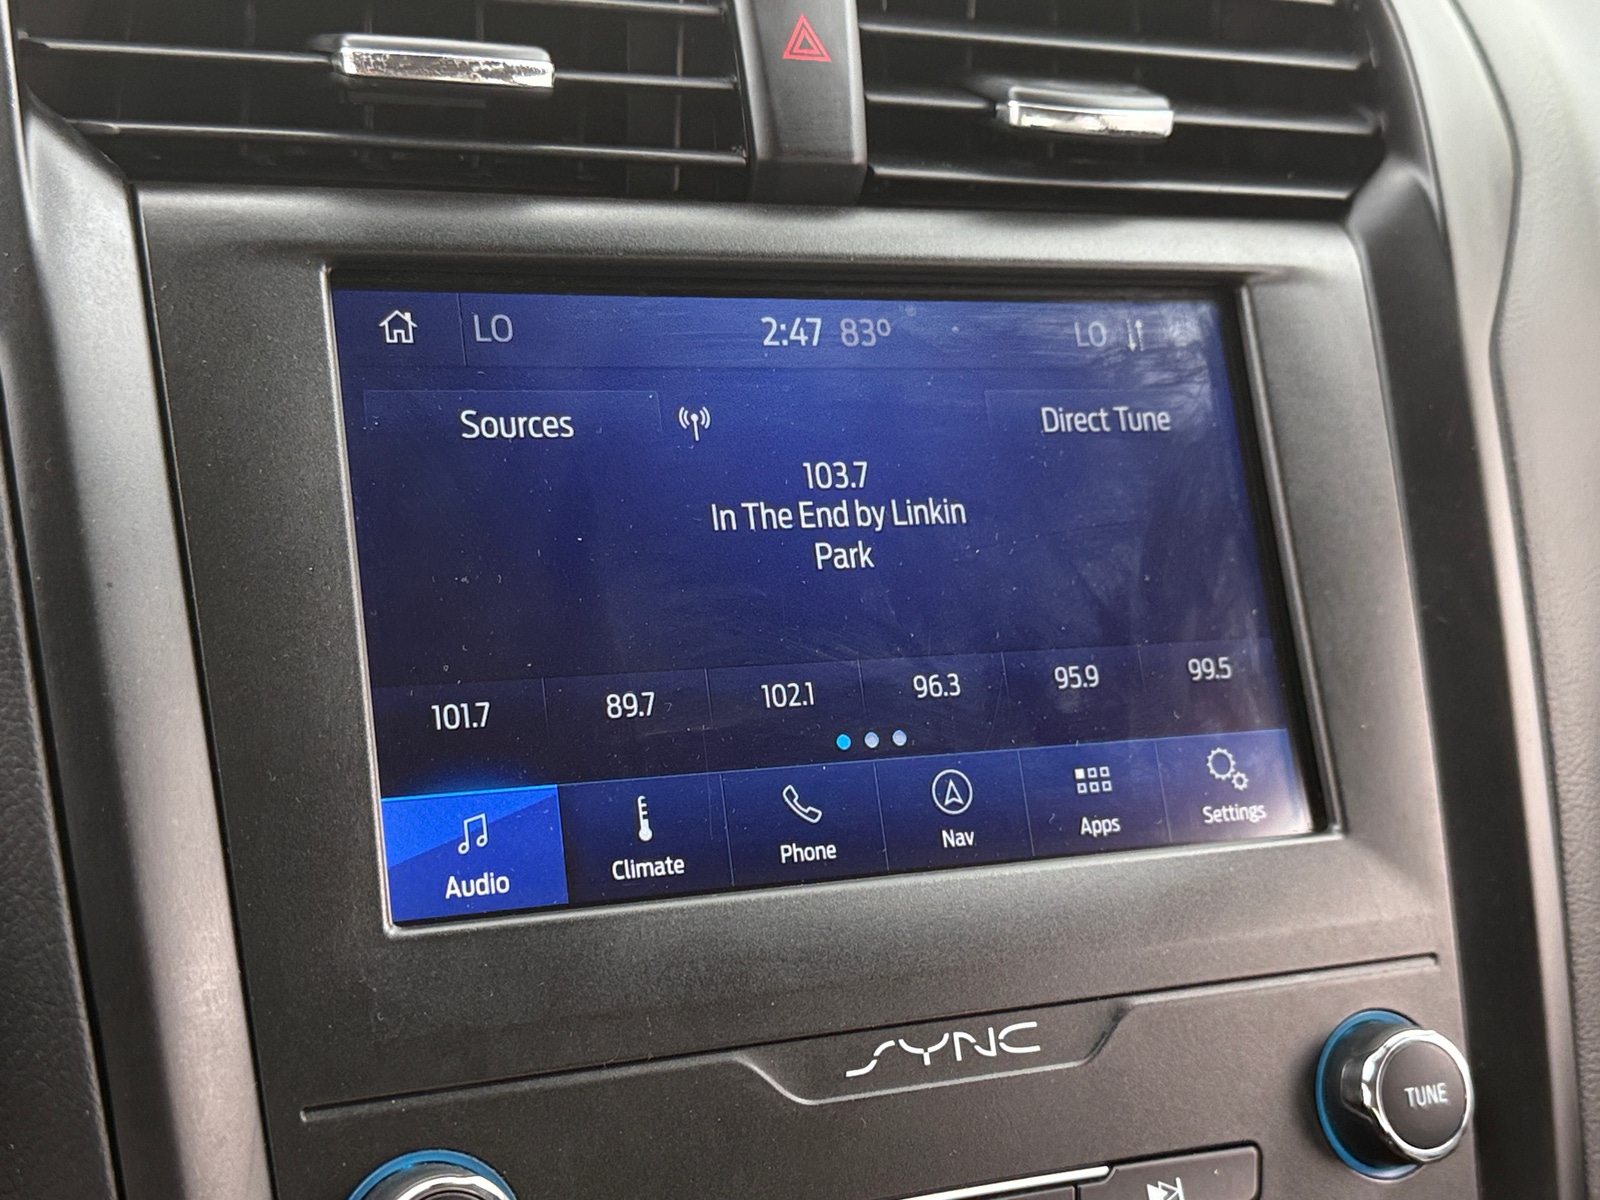 LO 2:47 83º LO
Sources Direct Tune
103.7
In The End by Linkin
Park
101.7 89.7 102.1 96.3 95.9 99.5
Audio Climate Phone Nav Apps Settings
SYNC
TUNE